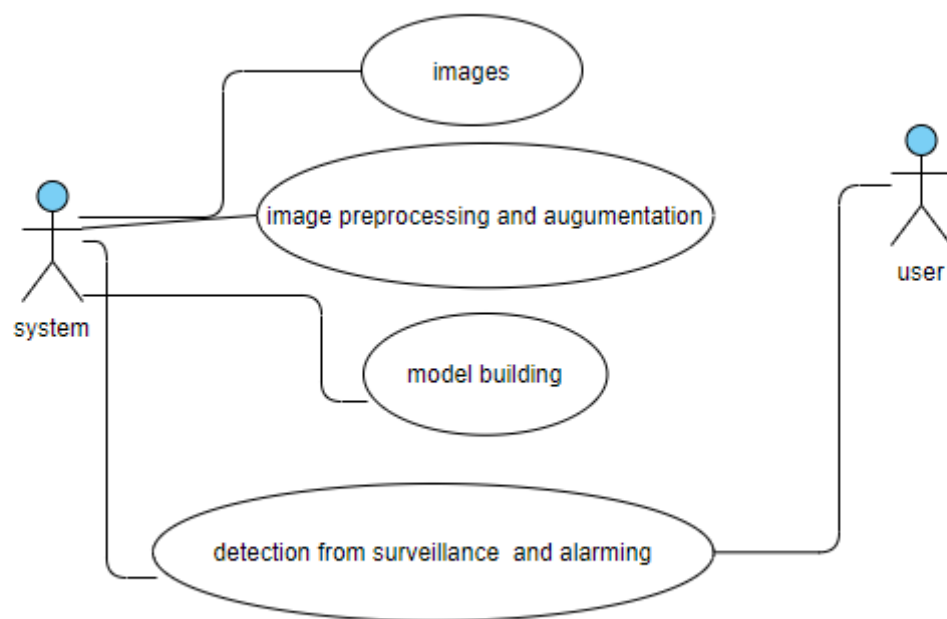 images
image preprocessing and augumentation
user
system
model building
detection from surveillance and alarming